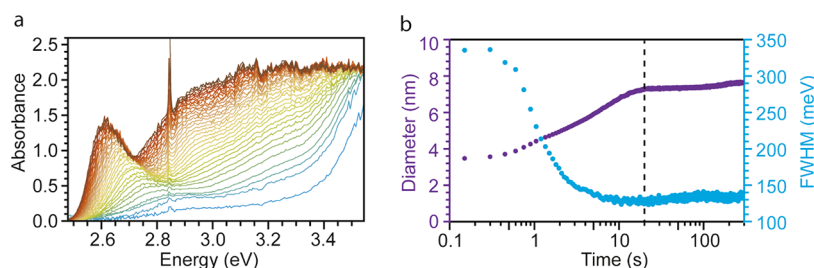 a
2.5
2.0
1.5
1.0
0.5
0.0
Absorbance
2.6 2.8 3.0 3.2 3.4
Energy (eV)
b
10
8
6
4
2
0
Diameter (nm)
350
300
250
200
150
100
FWHM (meV)
0.1 1 10 100
Time (s)